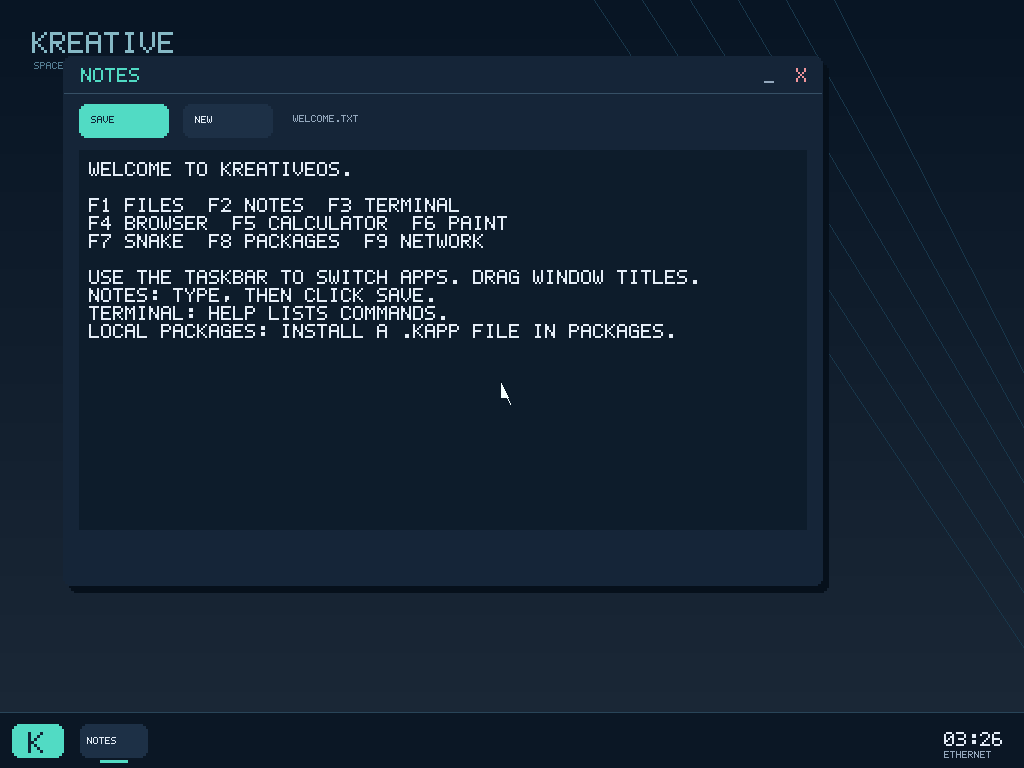 KREATIVE
SPACE
NOTES
_ X
SAVE NEW WELCOME.TXT
WELCOME TO KREATIVEOS.
F1 FILES  F2 NOTES  F3 TERMINAL
F4 BROWSER  F5 CALCULATOR  F6 PAINT
F7 SNAKE  F8 PACKAGES  F9 NETWORK
USE THE TASKBAR TO SWITCH APPS. DRAG WINDOW TITLES.
NOTES: TYPE, THEN CLICK SAVE.
TERMINAL: HELP LISTS COMMANDS.
LOCAL PACKAGES: INSTALL A .KAPP FILE IN PACKAGES.
K NOTES 03:26
ETHERNET